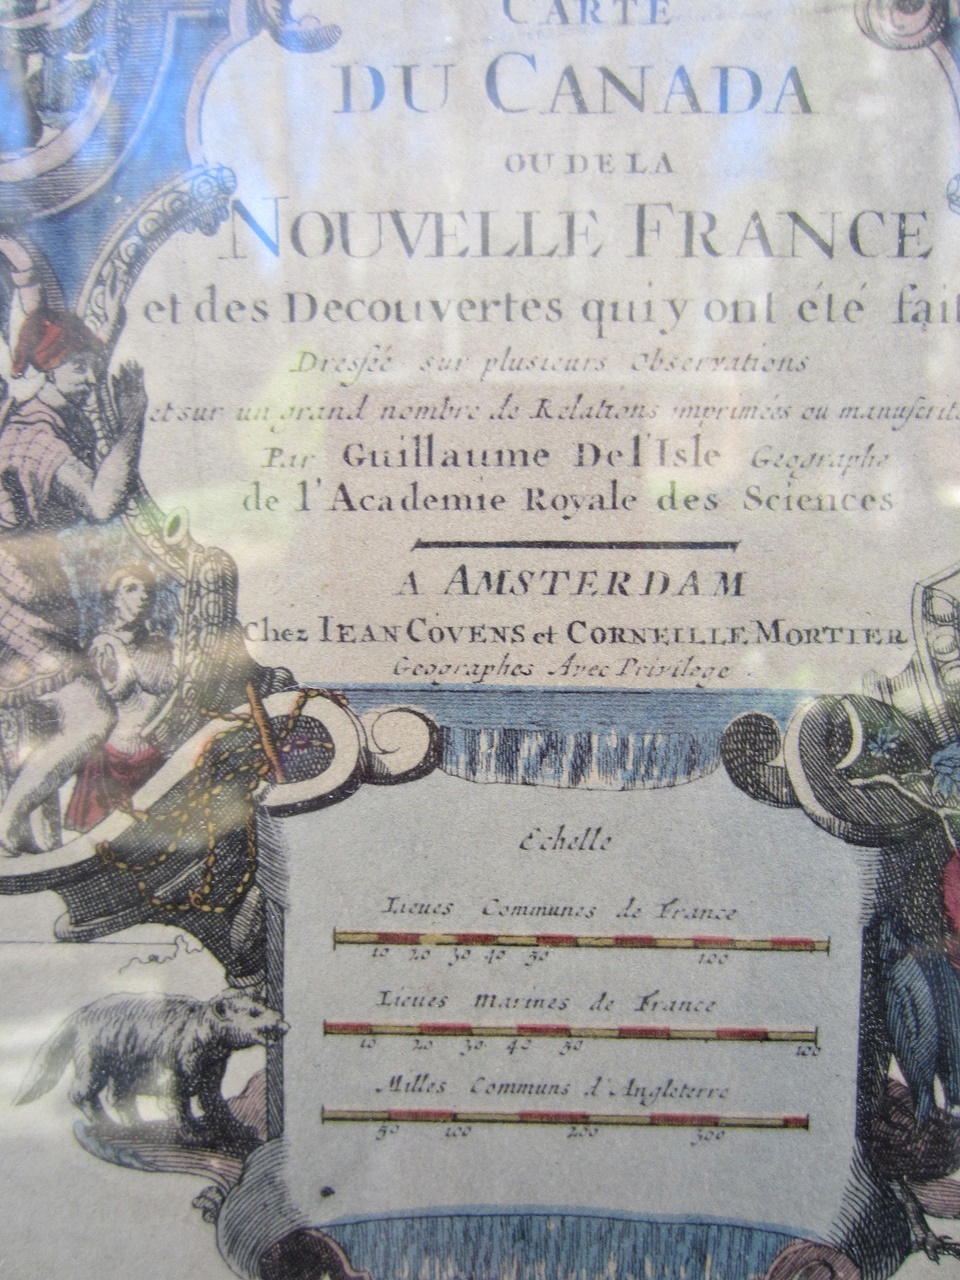 CARTE
DU CANADA
OU DE LA
NOUVELLE FRANCE
et des Decouvertes qui y ont été fait
Dressée sur plusieurs Observations
et sur un grand nombre de Relations imprimées ou manuscrite
Par Guillaume Del'Isle Geographe
de l'Academie Royale des Sciences
A AMSTERDAM
Chez IEAN COVENS et CORNEILLE MORTIER
Geographes Avec Privilege.
Echelle
Lieues Communes de France
10 20 30 40 50 100
Lieues Marines de France
10 20 30 40 50 100
Milles Communs d'Angleterre
50 100 200 300